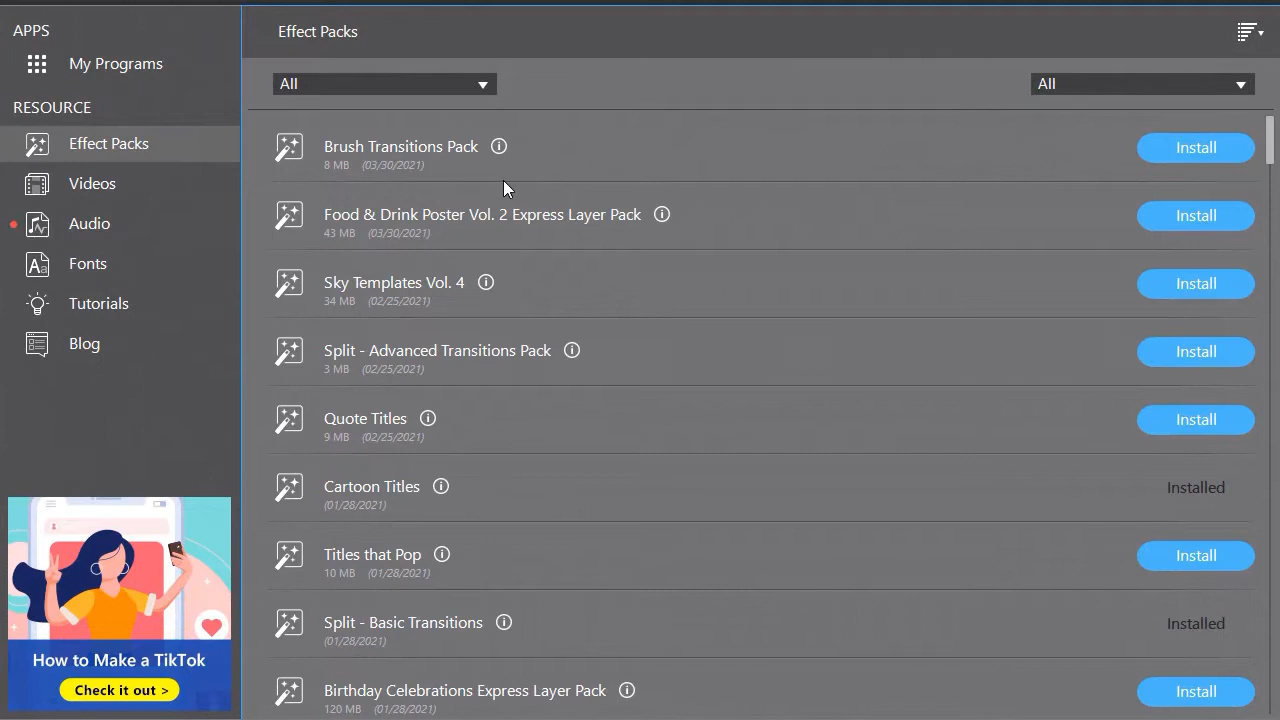 APPS
My Programs
RESOURCE
Effect Packs
Videos
Audio
Fonts
Tutorials
Blog
How to Make a TikTok
Check it out >
Effect Packs
All
All
Brush Transitions Pack
8 MB (03/30/2021)
Install
Food & Drink Poster Vol. 2 Express Layer Pack
43 MB (03/30/2021)
Install
Sky Templates Vol. 4
34 MB (02/25/2021)
Install
Split - Advanced Transitions Pack
3 MB (02/25/2021)
Install
Quote Titles
9 MB (02/25/2021)
Install
Cartoon Titles
(01/28/2021)
Installed
Titles that Pop
10 MB (01/28/2021)
Install
Split - Basic Transitions
(01/28/2021)
Installed
Birthday Celebrations Express Layer Pack
120 MB (01/28/2021)
Install